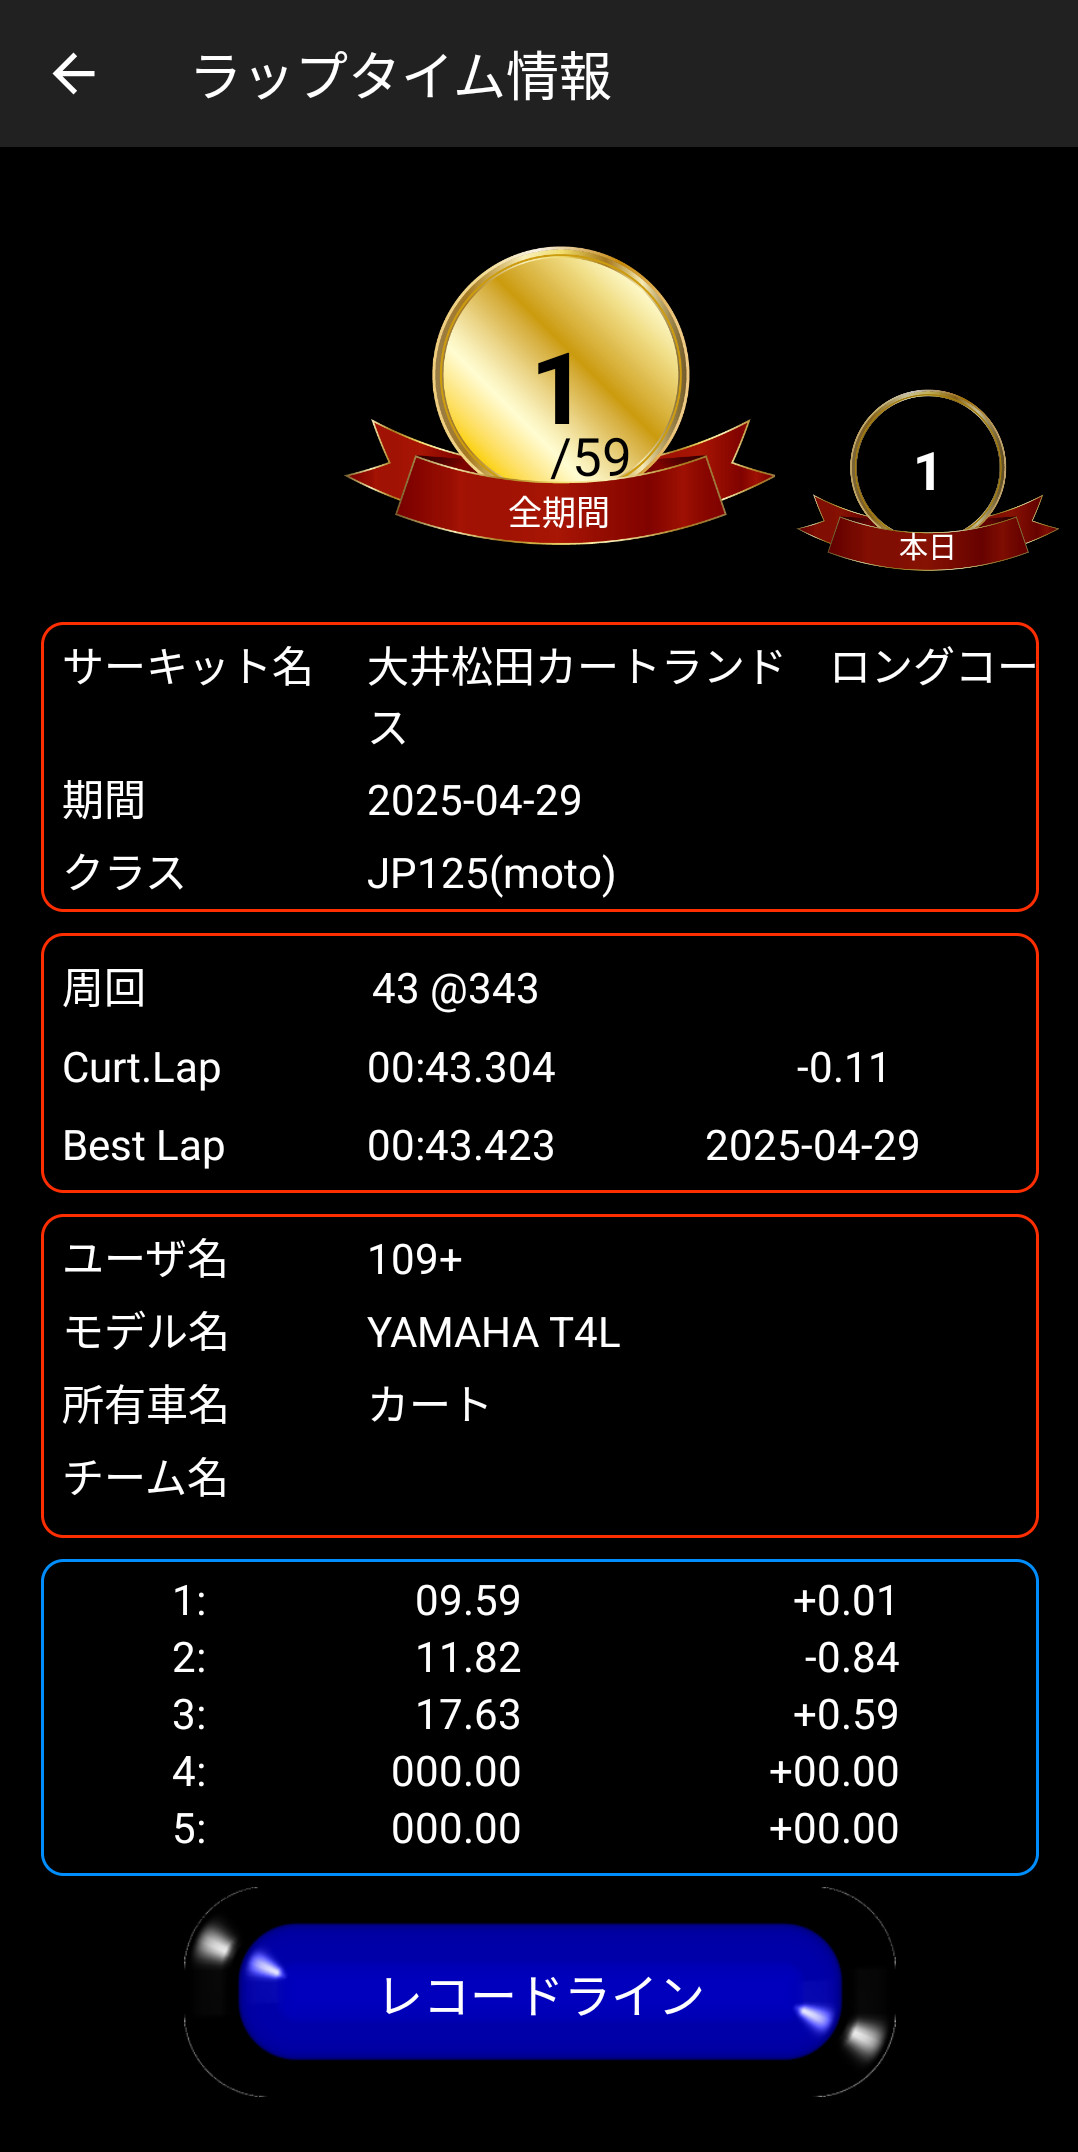 ラップタイム情報
1
/59
全期間
1
本日
サーキット名 大井松田カートランド　ロングコー
ス
期間 2025-04-29
クラス JP125(moto)
周回 43 @343
Curt.Lap 00:43.304 -0.11
Best Lap 00:43.423 2025-04-29
ユーザ名 109+
モデル名 YAMAHA T4L
所有車名 カート
チーム名
1: 09.59 +0.01
2: 11.82 -0.84
3: 17.63 +0.59
4: 000.00 +00.00
5: 000.00 +00.00
レコードライン